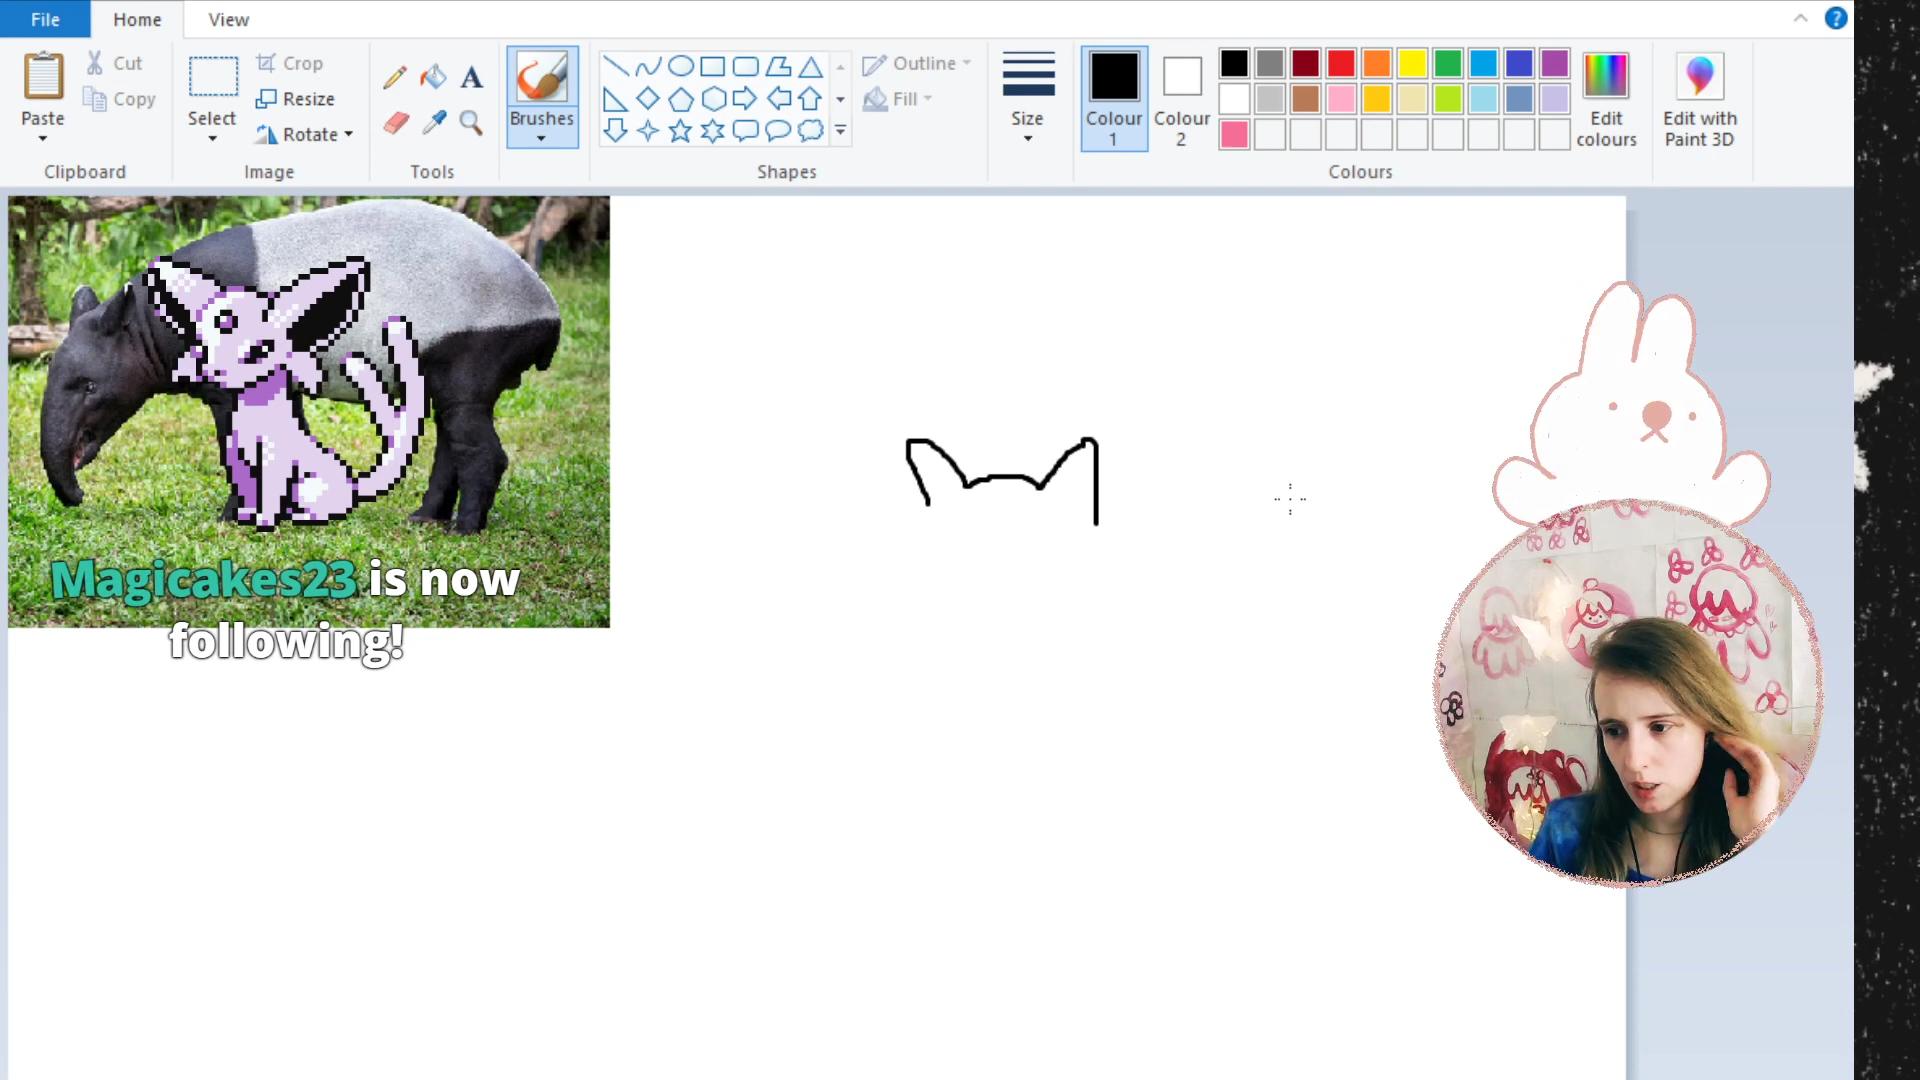 File Home View
Paste
Cut
Copy
Clipboard
Select
Crop
Resize
Rotate
Image
A
Tools
Brushes
Shapes
Outline
Fill
Size
Colour
1
Colour
2
Colours
Edit
colours
Edit with
Paint 3D
?
Magicakes23 is now
following!